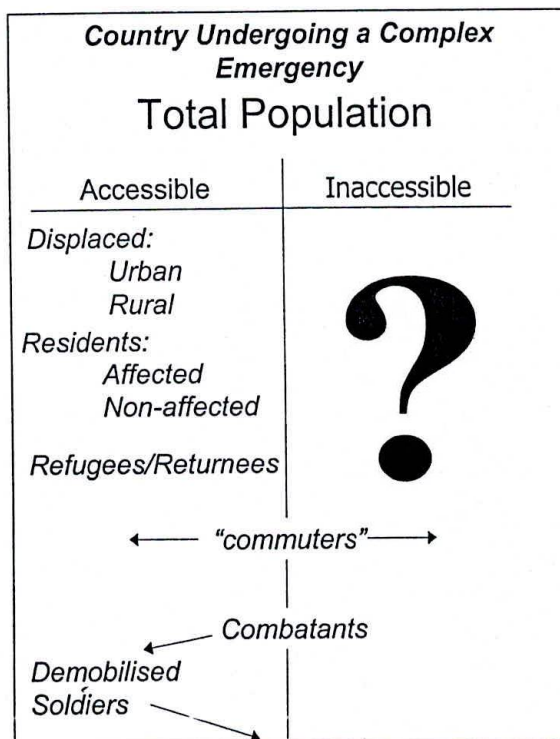 Country Undergoing a Complex
Emergency
Total Population
Accessible
Inaccessible
Displaced:
Urban
Rural
Residents:
Affected
Non-affected
Refugees/Returnees
?
“commuters”
Combatants
Demobilised
Soldiers